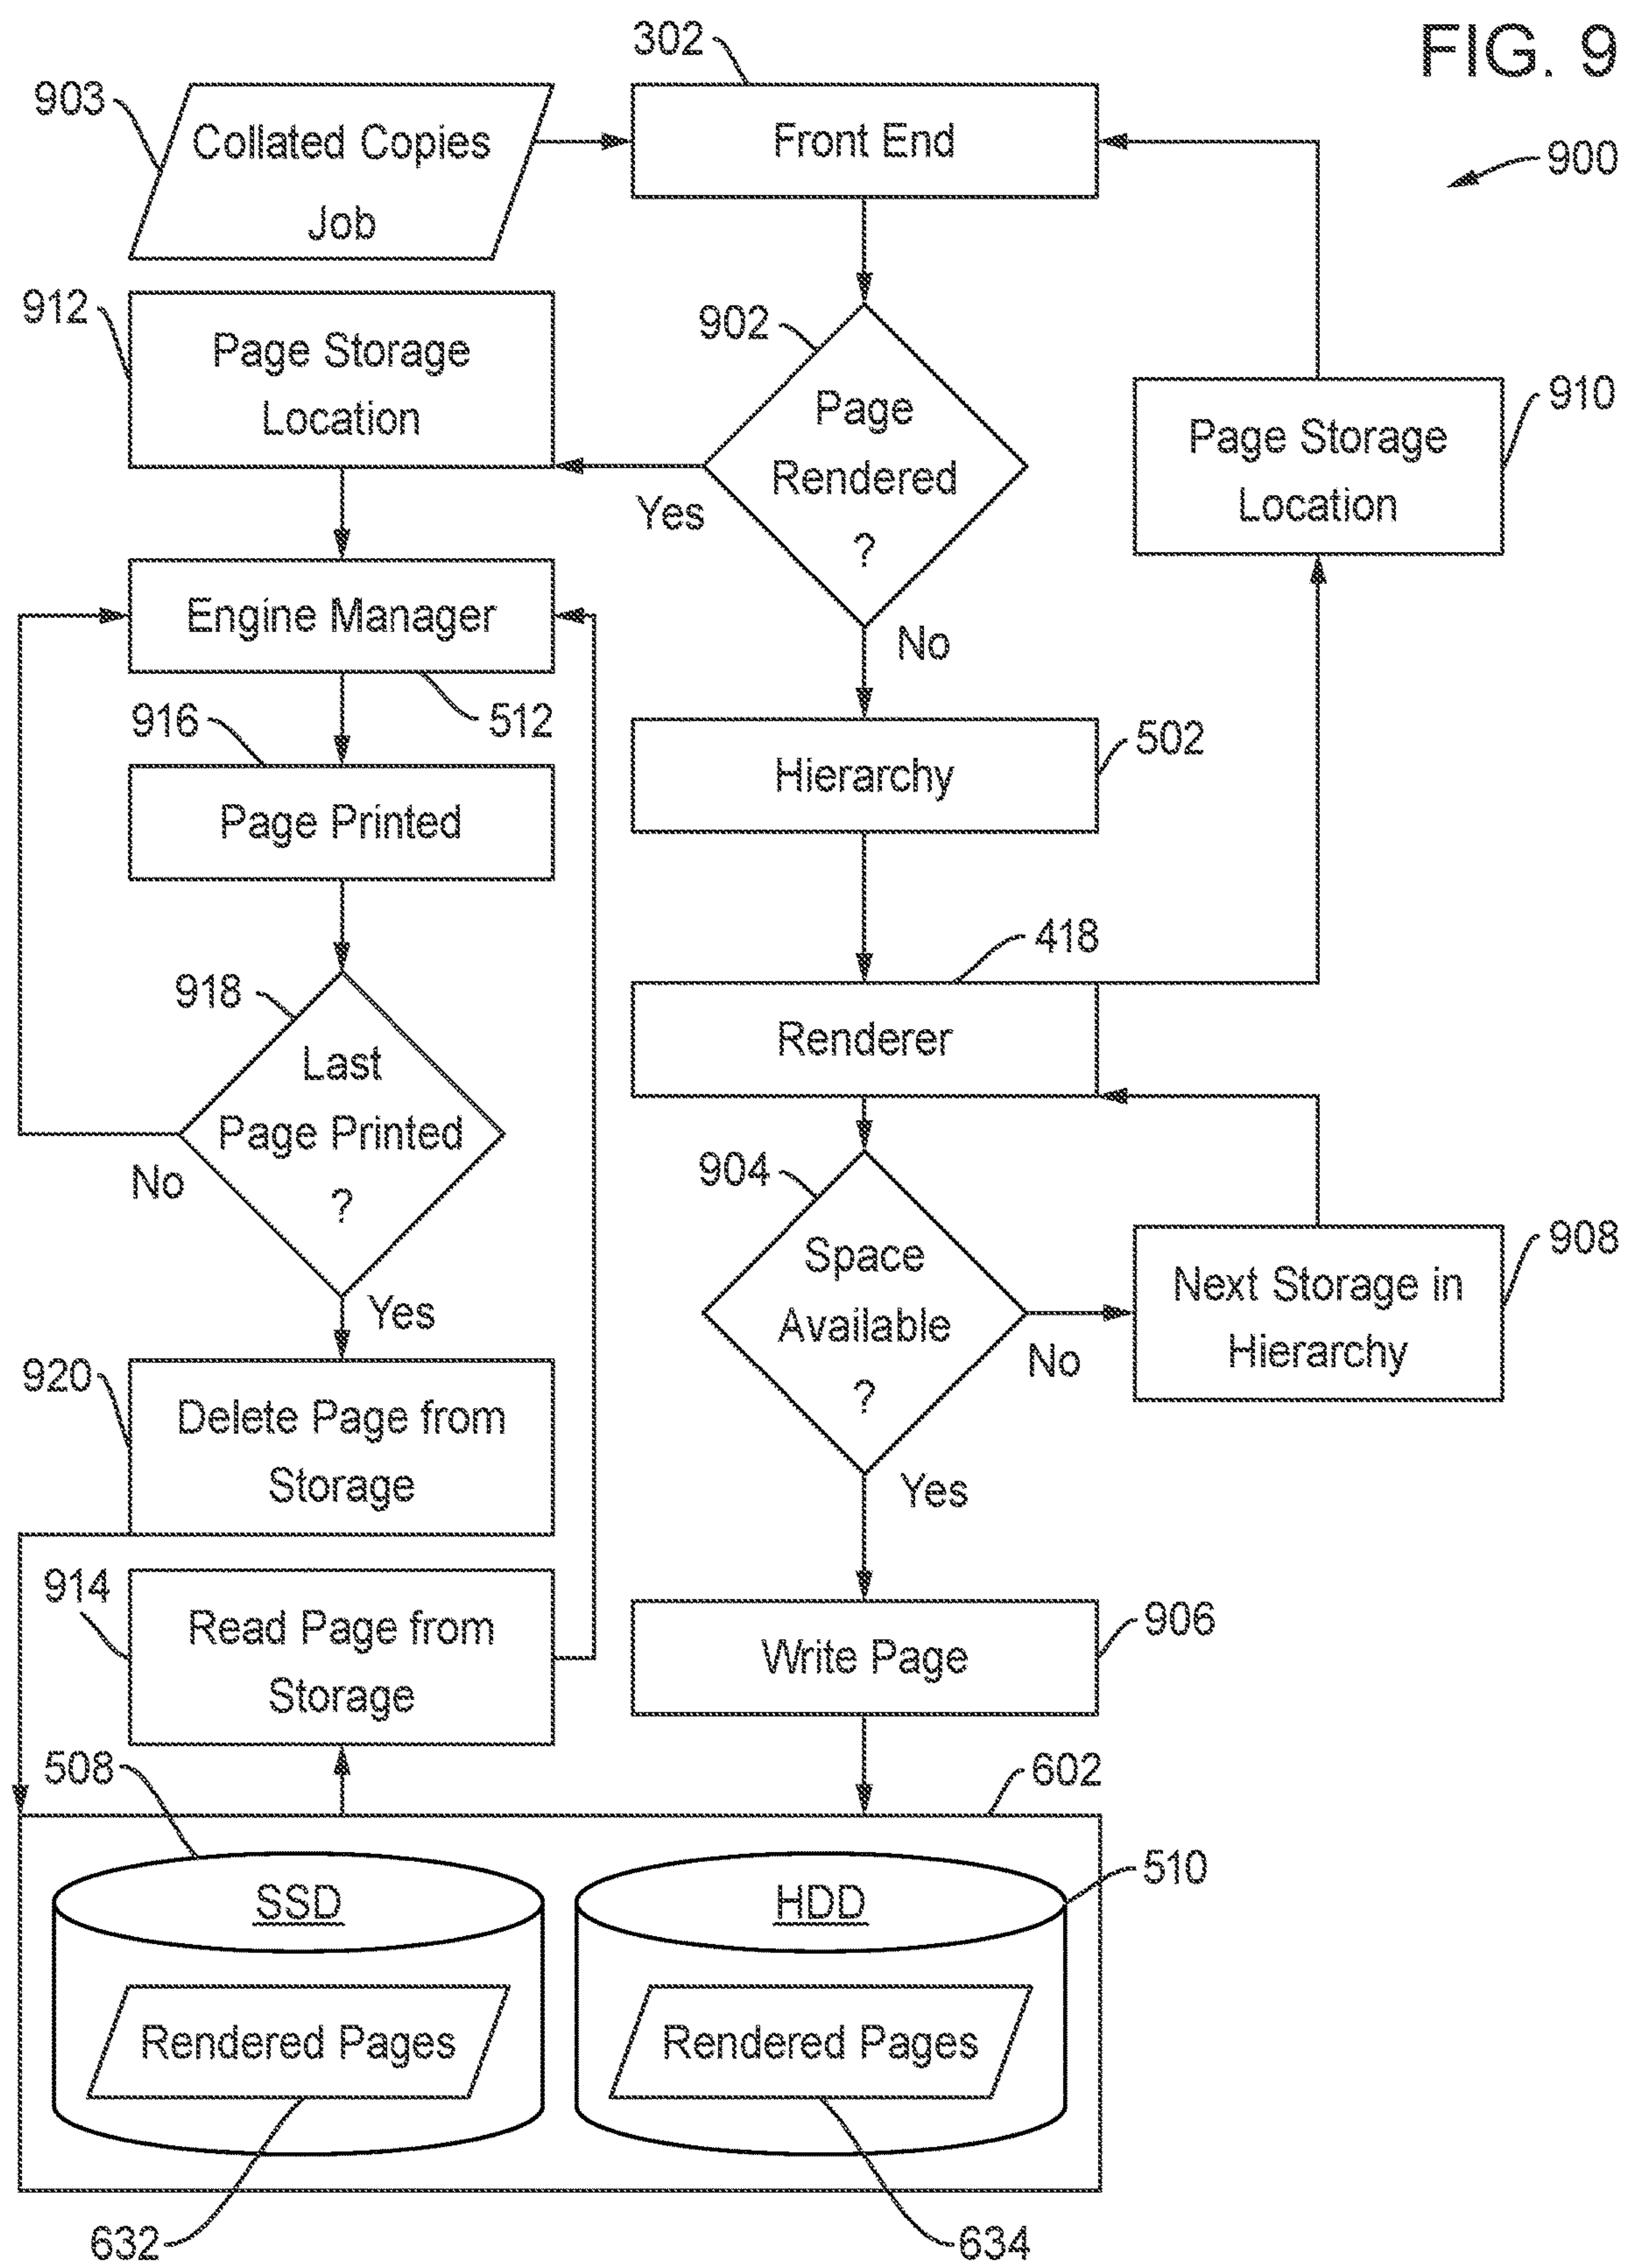 FIG. 9
302
903
Collated Copies
Job
Front End
900
912
Page Storage
Location
902
Page
Rendered
?
Yes
No
910
Page Storage
Location
Engine Manager
512
916
Page Printed
502
Hierarchy
418
Renderer
918
Last
Page Printed
?
No
Yes
904
Space
Available
?
No
Yes
908
Next Storage in
Hierarchy
920
Delete Page from
Storage
914
Read Page from
Storage
906
Write Page
508
602
510
SSD
HDD
Rendered Pages
Rendered Pages
632
634